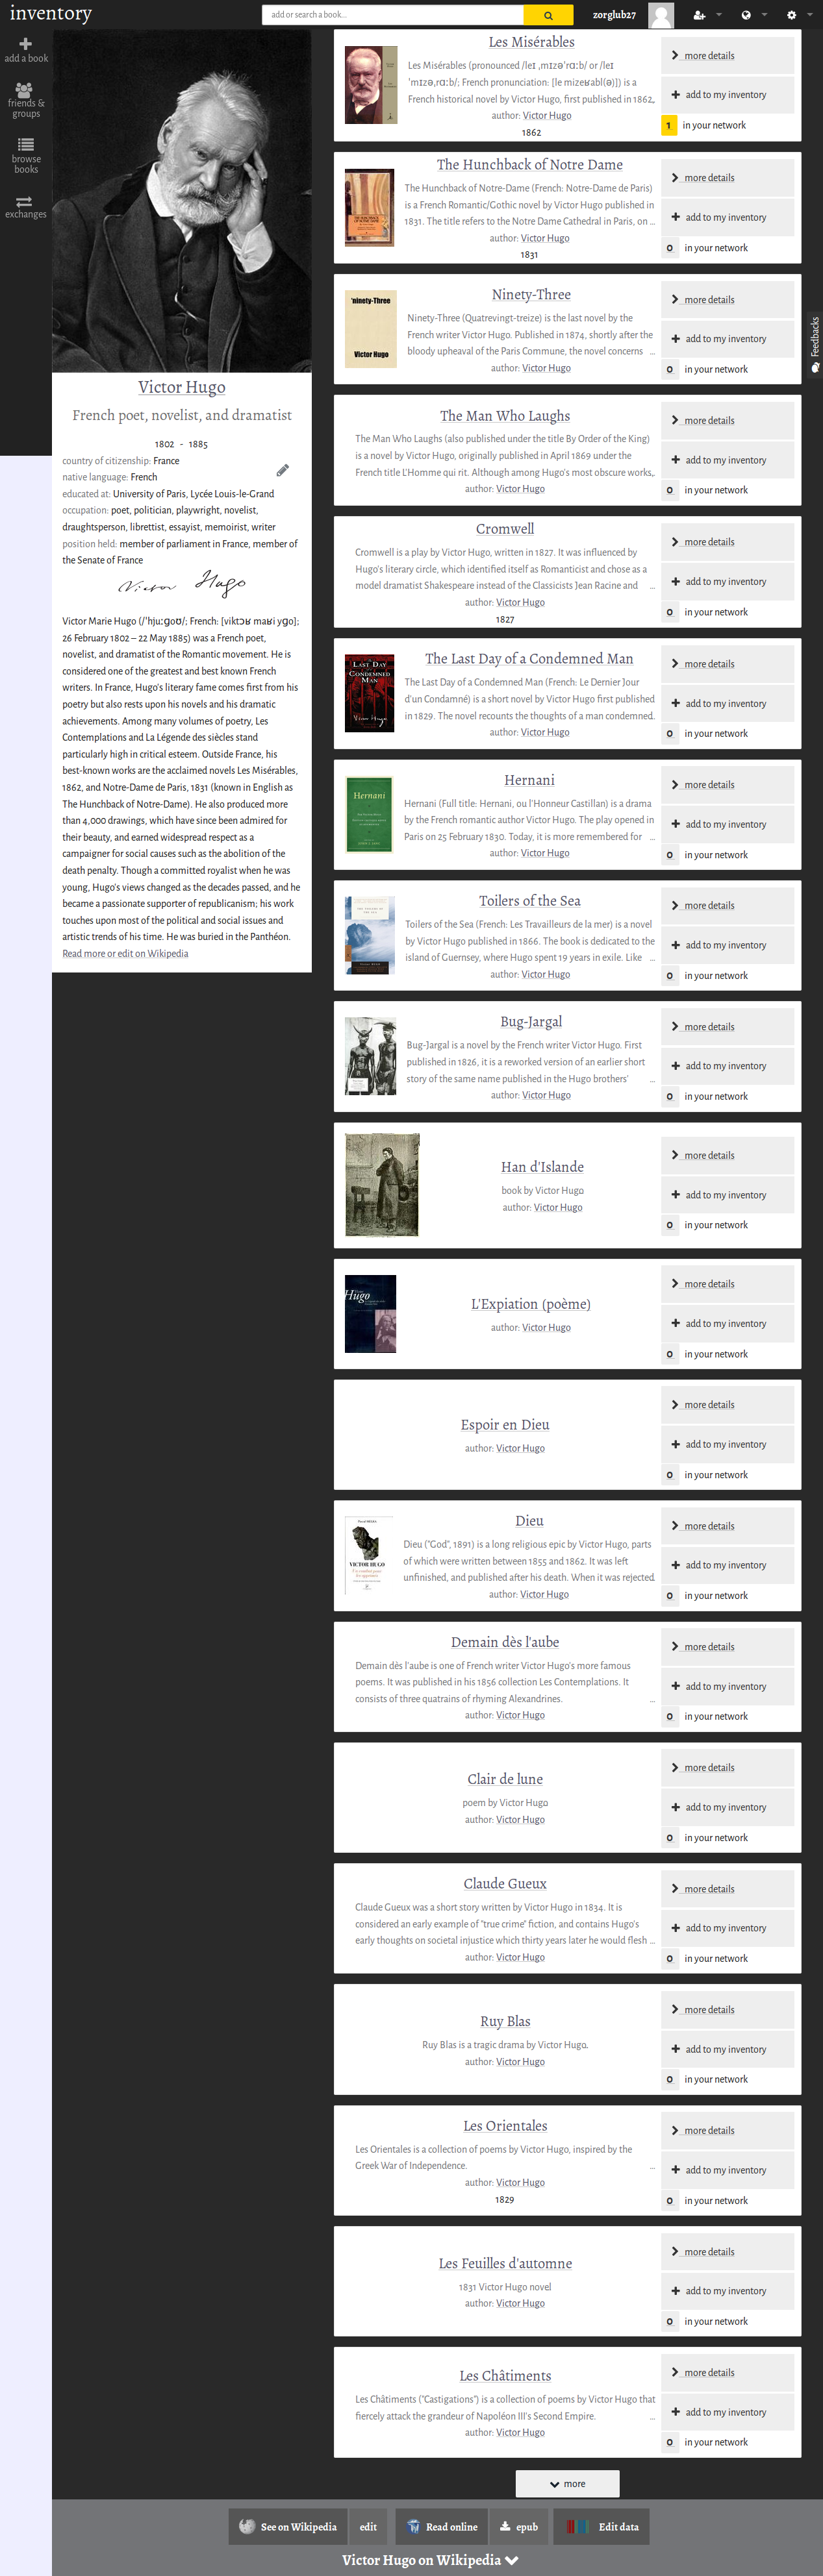 inventory
add or search a book...
zorglub27
add a book
friends &
groups
browse
books
exchanges
Feedbacks
Victor Hugo
French poet, novelist, and dramatist
1802 - 1885
country of citizenship: France
native language: French
educated at: University of Paris, Lycée Louis-le-Grand
occupation: poet, politician, playwright, novelist,
draughtsperson, librettist, essayist, memoirist, writer
position held: member of parliament in France, member of
the Senate of France
Victor Hugo
Victor Marie Hugo (/ˈhjuːɡoʊ/; French: [viktɔʁ maʁi yɡo];
26 February 1802 – 22 May 1885) was a French poet,
novelist, and dramatist of the Romantic movement. He is
considered one of the greatest and best known French
writers. In France, Hugo's literary fame comes first from his
poetry but also rests upon his novels and his dramatic
achievements. Among many volumes of poetry, Les
Contemplations and La Légende des siècles stand
particularly high in critical esteem. Outside France, his
best-known works are the acclaimed novels Les Misérables,
1862, and Notre-Dame de Paris, 1831 (known in English as
The Hunchback of Notre-Dame). He also produced more
than 4,000 drawings, which have since been admired for
their beauty, and earned widespread respect as a
campaigner for social causes such as the abolition of the
death penalty. Though a committed royalist when he was
young, Hugo's views changed as the decades passed, and he
became a passionate supporter of republicanism; his work
touches upon most of the political and social issues and
artistic trends of his time. He was buried in the Panthéon.
Read more or edit on Wikipedia
Les Misérables
Les Misérables (pronounced /leɪ ˌmɪzəˈrɑːb/ or /leɪ
ˈmɪzəˌrɑːb/; French pronunciation: ​[le mizeʁabl(ə)]) is a
French historical novel by Victor Hugo, first published in 1862,...
author: Victor Hugo
1862
more details
add to my inventory
1 in your network
The Hunchback of Notre Dame
The Hunchback of Notre-Dame (French: Notre-Dame de Paris)
is a French Romantic/Gothic novel by Victor Hugo published in
1831. The title refers to the Notre Dame Cathedral in Paris, on ...
author: Victor Hugo
1831
more details
add to my inventory
0 in your network
'ninety-Three
Victor Hugo
Ninety-Three
Ninety-Three (Quatrevingt-treize) is the last novel by the
French writer Victor Hugo. Published in 1874, shortly after the
bloody upheaval of the Paris Commune, the novel concerns ...
author: Victor Hugo
more details
add to my inventory
0 in your network
The Man Who Laughs
The Man Who Laughs (also published under the title By Order of the King)
is a novel by Victor Hugo, originally published in April 1869 under the
French title L'Homme qui rit. Although among Hugo's most obscure works,...
author: Victor Hugo
more details
add to my inventory
0 in your network
Cromwell
Cromwell is a play by Victor Hugo, written in 1827. It was influenced by
Hugo's literary circle, which identified itself as Romanticist and chose as a
model dramatist Shakespeare instead of the Classicists Jean Racine and ...
author: Victor Hugo
1827
more details
add to my inventory
0 in your network
LAST DAY
OF A
CONDEMNED
MAN
Victor Hugo
The Last Day of a Condemned Man
The Last Day of a Condemned Man (French: Le Dernier Jour
d'un Condamné) is a short novel by Victor Hugo first published
in 1829. The novel recounts the thoughts of a man condemned...
author: Victor Hugo
more details
add to my inventory
0 in your network
Hernani
Hernani
Hernani (Full title: Hernani, ou l'Honneur Castillan) is a drama
by the French romantic author Victor Hugo. The play opened in
Paris on 25 February 1830. Today, it is more remembered for ...
author: Victor Hugo
more details
add to my inventory
0 in your network
Toilers of the Sea
Toilers of the Sea (French: Les Travailleurs de la mer) is a novel
by Victor Hugo published in 1866. The book is dedicated to the
island of Guernsey, where Hugo spent 19 years in exile. Like ...
author: Victor Hugo
more details
add to my inventory
0 in your network
Bug-Jargal
Bug-Jargal is a novel by the French writer Victor Hugo. First
published in 1826, it is a reworked version of an earlier short
story of the same name published in the Hugo brothers' ...
author: Victor Hugo
more details
add to my inventory
0 in your network
Han d'Islande
book by Victor Hugo
author: Victor Hugo
more details
add to my inventory
0 in your network
Hugo
L'Expiation (poème)
author: Victor Hugo
more details
add to my inventory
0 in your network
Espoir en Dieu
author: Victor Hugo
more details
add to my inventory
0 in your network
VICTOR HUGO
Dieu
Dieu ("God", 1891) is a long religious epic by Victor Hugo, parts
of which were written between 1855 and 1862. It was left
unfinished, and published after his death. When it was rejected...
author: Victor Hugo
more details
add to my inventory
0 in your network
Demain dès l'aube
Demain dès l'aube is one of French writer Victor Hugo's more famous
poems. It was published in his 1856 collection Les Contemplations. It
consists of three quatrains of rhyming Alexandrines. ...
author: Victor Hugo
more details
add to my inventory
0 in your network
Clair de lune
poem by Victor Hugo
author: Victor Hugo
more details
add to my inventory
0 in your network
Claude Gueux
Claude Gueux was a short story written by Victor Hugo in 1834. It is
considered an early example of "true crime" fiction, and contains Hugo's
early thoughts on societal injustice which thirty years later he would flesh ...
author: Victor Hugo
more details
add to my inventory
0 in your network
Ruy Blas
Ruy Blas is a tragic drama by Victor Hugo.
author: Victor Hugo
more details
add to my inventory
0 in your network
Les Orientales
Les Orientales is a collection of poems by Victor Hugo, inspired by the
Greek War of Independence. ...
author: Victor Hugo
1829
more details
add to my inventory
0 in your network
Les Feuilles d'automne
1831 Victor Hugo novel
author: Victor Hugo
more details
add to my inventory
0 in your network
Les Châtiments
Les Châtiments ("Castigations") is a collection of poems by Victor Hugo that
fiercely attack the grandeur of Napoléon III's Second Empire. ...
author: Victor Hugo
more details
add to my inventory
0 in your network
more
See on Wikipedia
edit
Read online
epub
Edit data
Victor Hugo on Wikipedia